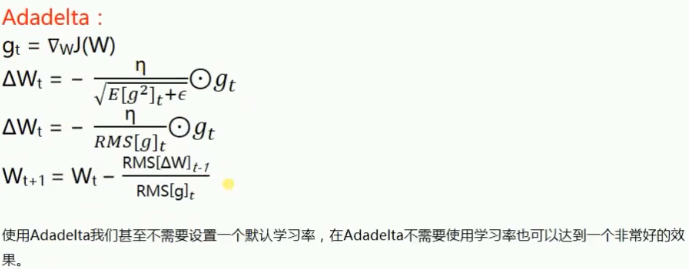 Adadelta：
gₜ = ∇_W J(W)
ΔWₜ = − η / √(E[g²]ₜ+ϵ) ⊙ gₜ
ΔWₜ = − η / RMS[g]ₜ ⊙ gₜ
Wₜ₊₁ = Wₜ − RMS[ΔW]ₜ₋₁ / RMS[g]ₜ
使用Adadelta我们甚至不需要设置一个默认学习率，在Adadelta不需要使用学习率也可以达到一个非常好的效
果。